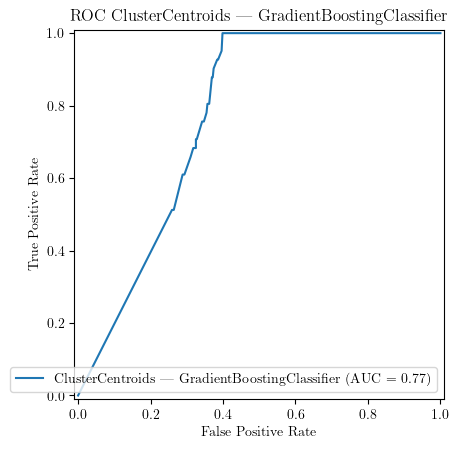 ROC ClusterCentroids — GradientBoostingClassifier
1.0
0.8
0.6
0.4
0.2
0.0
True Positive Rate
ClusterCentroids — GradientBoostingClassifier (AUC = 0.77)
0.0 0.2 0.4 0.6 0.8 1.0
False Positive Rate